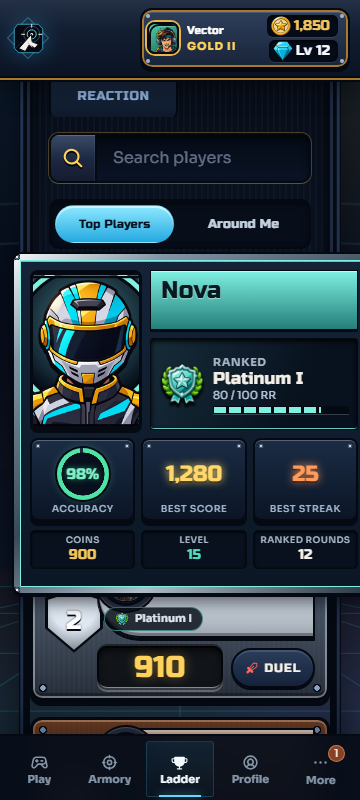 Vector
GOLD II
1,850
Lv 12
REACTION
Search players
Top Players
Around Me
Nova
RANKED
Platinum I
80 / 100 RR
98%
ACCURACY
1,280
BEST SCORE
25
BEST STREAK
COINS
900
LEVEL
15
RANKED ROUNDS
12
2
Platinum I
910
DUEL
Play
Armory
Ladder
Profile
1
More